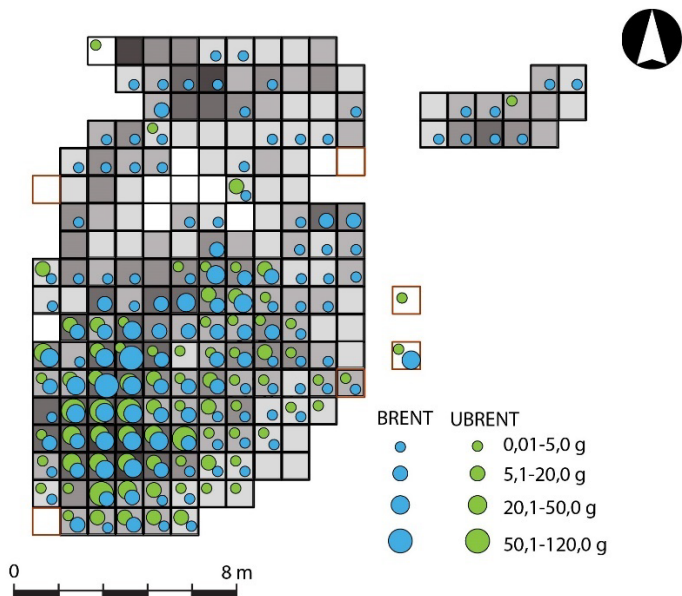 BRENT UBRENT
0,01-5,0 g
5,1-20,0 g
20,1-50,0 g
50,1-120,0 g
0 8 m